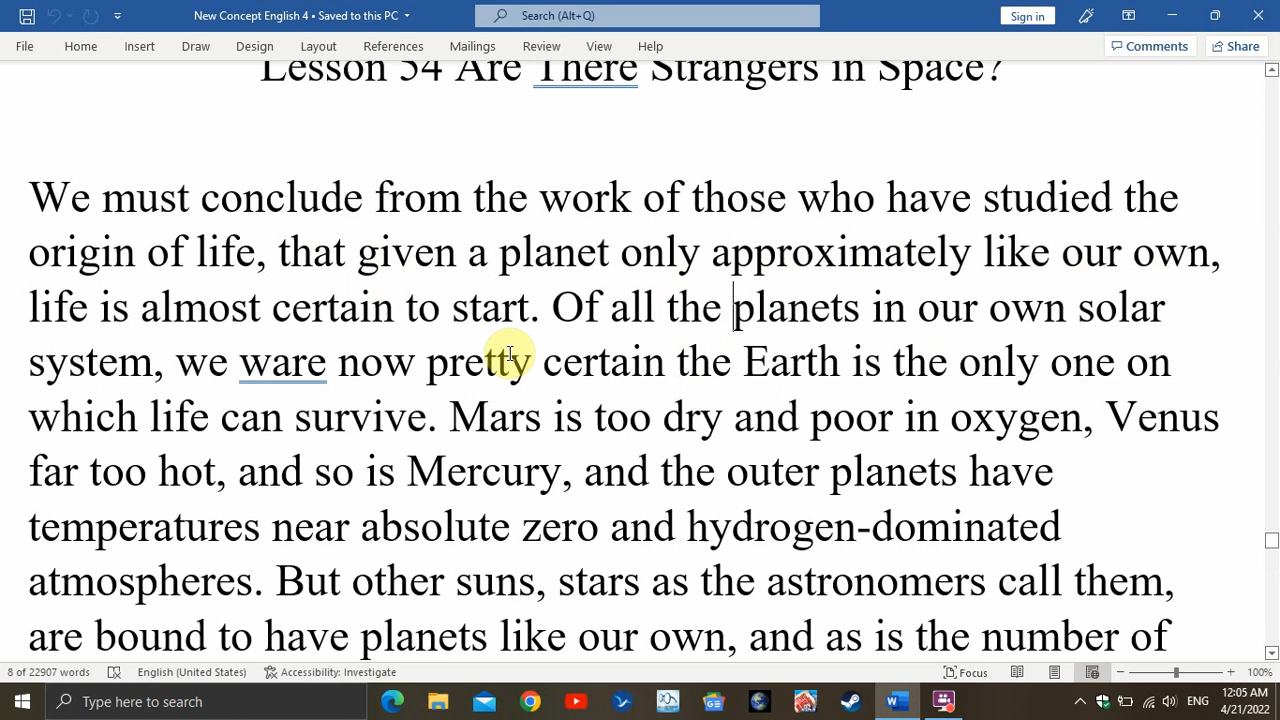 New Concept English 4 • Saved to this PC
Search (Alt+Q)
Sign in
File Home Insert Draw Design Layout References Mailings Review View Help Comments Share
Lesson 54 Are There Strangers in Space?
We must conclude from the work of those who have studied the
origin of life, that given a planet only approximately like our own,
life is almost certain to start. Of all the planets in our own solar
system, we ware now pretty certain the Earth is the only one on
which life can survive. Mars is too dry and poor in oxygen, Venus
far too hot, and so is Mercury, and the outer planets have
temperatures near absolute zero and hydrogen-dominated
atmospheres. But other suns, stars as the astronomers call them,
are bound to have planets like our own, and as is the number of
8 of 22907 words English (United States) Accessibility: Investigate Focus 100%
Type here to search
ENG
12:05 AM
4/21/2022